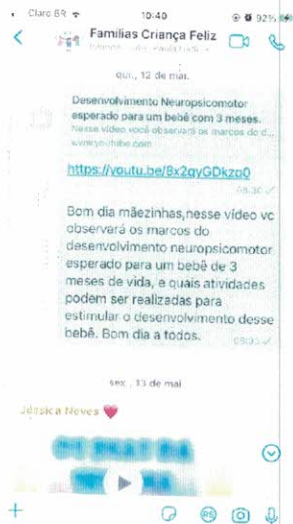 Claro BR
10:40
92%
Famílias Criança Feliz
qui., 12 de mai.
Desenvolvimento Neuropsicomotor
esperado para um bebê com 3 meses.
Nesse vídeo você observará os marcos do d...
www.youtube.com
https://youtu.be/8x2qyGDkzq0
08:30
Bom dia mãezinhas,nesse vídeo vc
observará os marcos do
desenvolvimento neuropsicomotor
esperado para um bebê de 3
meses de vida, e quais atividades
podem ser realizadas para
estimular o desenvolvimento desse
bebê. Bom dia a todos.
sex., 13 de mai
Jéssica Neves